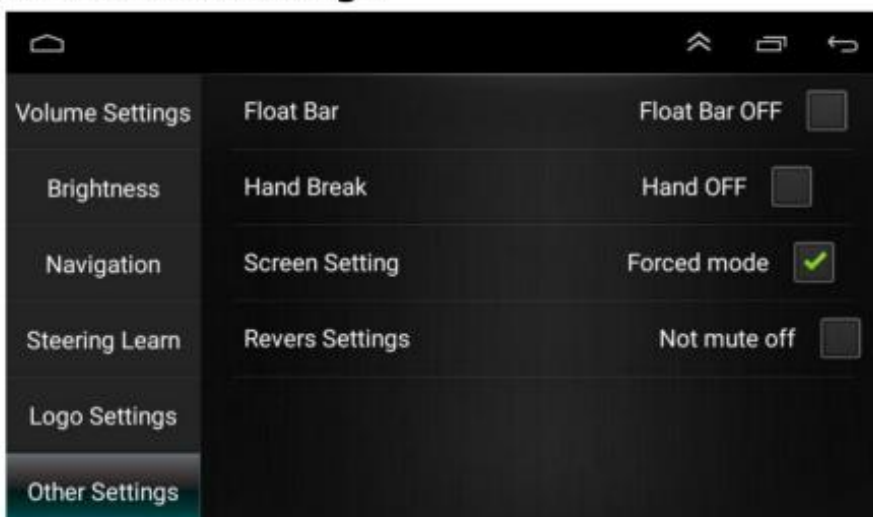 Volume Settings
Float Bar Float Bar OFF
Brightness
Hand Break Hand OFF
Navigation
Screen Setting Forced mode
Steering Learn
Revers Settings Not mute off
Logo Settings
Other Settings